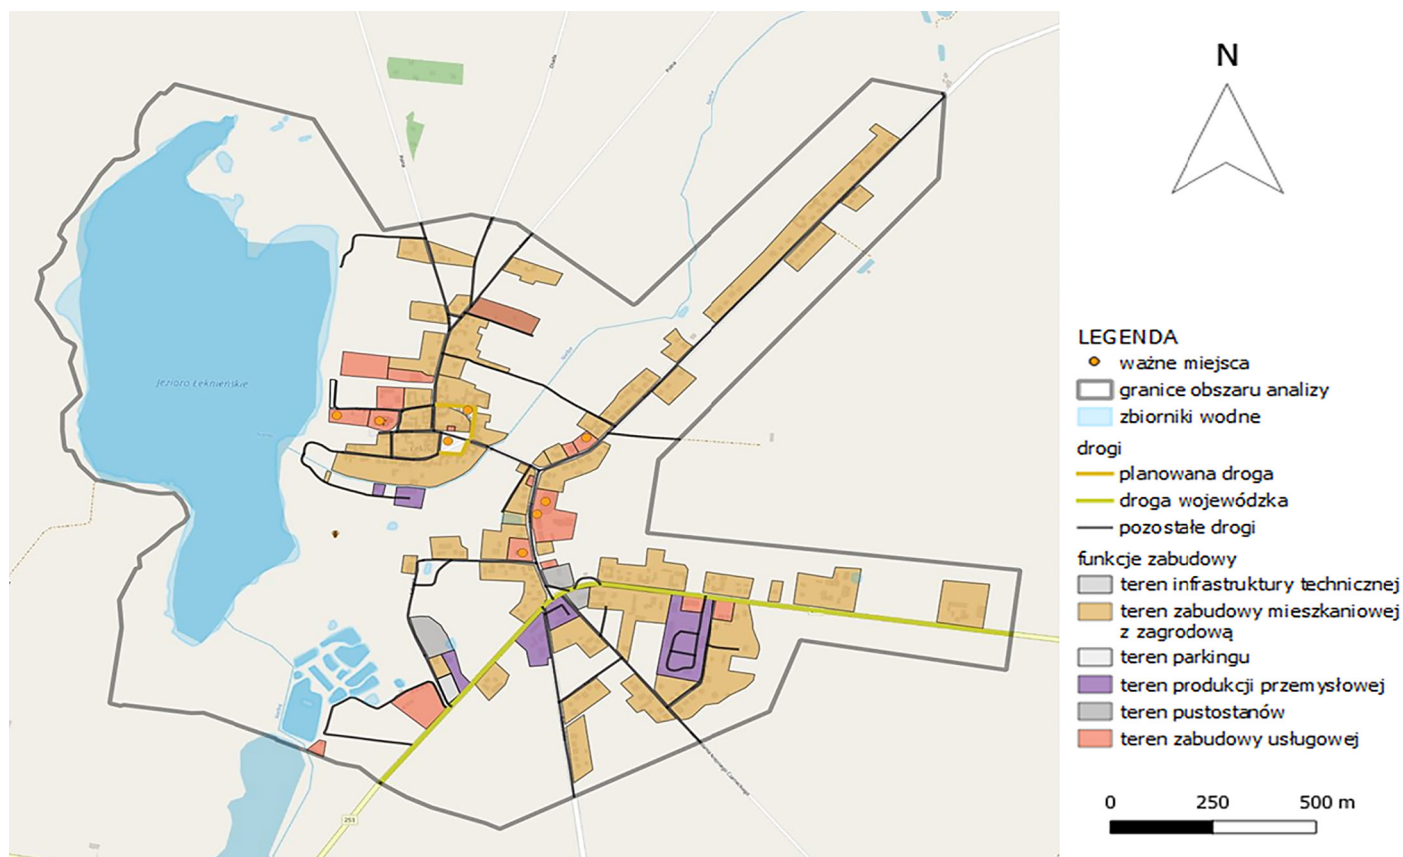 N
Polna
Polna
Jezioro Łekneńskie
253
LEGENDA
ważne miejsca
granice obszaru analizy
zbiorniki wodne
drogi
planowana droga
droga wojewódzka
pozostałe drogi
funkcje zabudowy
teren infrastruktury technicznej
teren zabudowy mieszkaniowej
z zagrodową
teren parkingu
teren produkcji przemysłowej
teren pustostanów
teren zabudowy usługowej
0 250 500 m